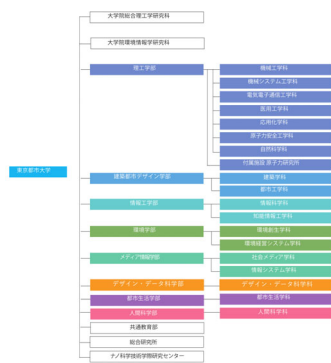 大学院総合理工学研究科
大学院環境情報学研究科
理工学部
機械工学科
機械システム工学科
電気電子通信工学科
医用工学科
応用化学科
原子力安全工学科
自然科学科
付属施設 原子力研究所
東京都市大学
建築都市デザイン学部
建築学科
都市工学科
情報工学部
情報科学科
知能情報工学科
環境学部
環境創生学科
環境経営システム学科
メディア情報学部
社会メディア学科
情報システム学科
デザイン・データ科学部
デザイン・データ科学科
都市生活学部
都市生活学科
人間科学部
人間科学科
共通教育部
総合研究所
ナノ科学技術学際研究センター